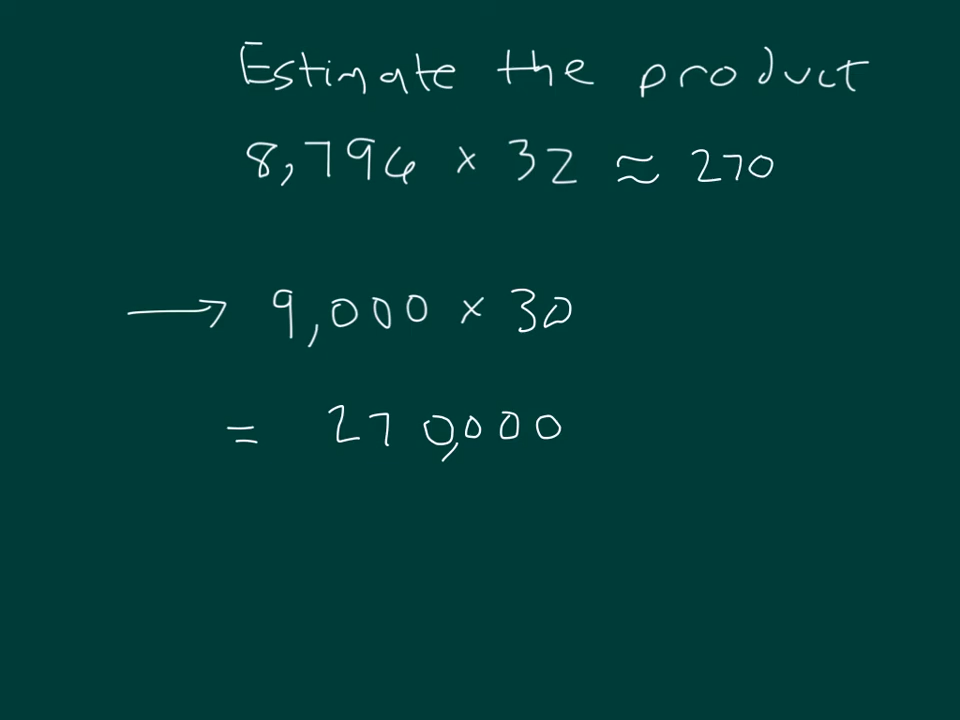 Estimate the product
8,796 × 32 ≈ 270
→ 9,000 × 30
= 270,000